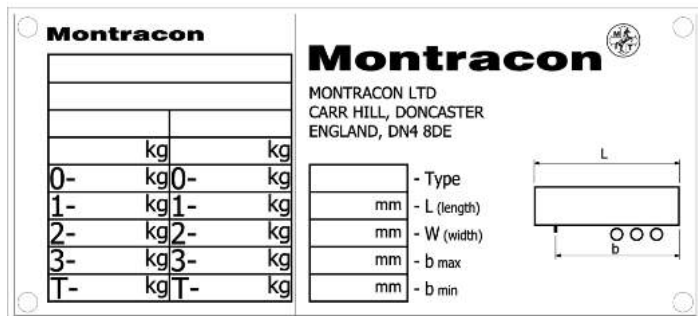 Montracon
kg kg
0- kg 0- kg
1- kg 1- kg
2- kg 2- kg
3- kg 3- kg
T- kg T- kg
Montracon
M T
MONTRACON LTD
CARR HILL, DONCASTER
ENGLAND, DN4 8DE
- Type
mm - L (length)
mm - W (width)
mm - b max
mm - b min
L
b